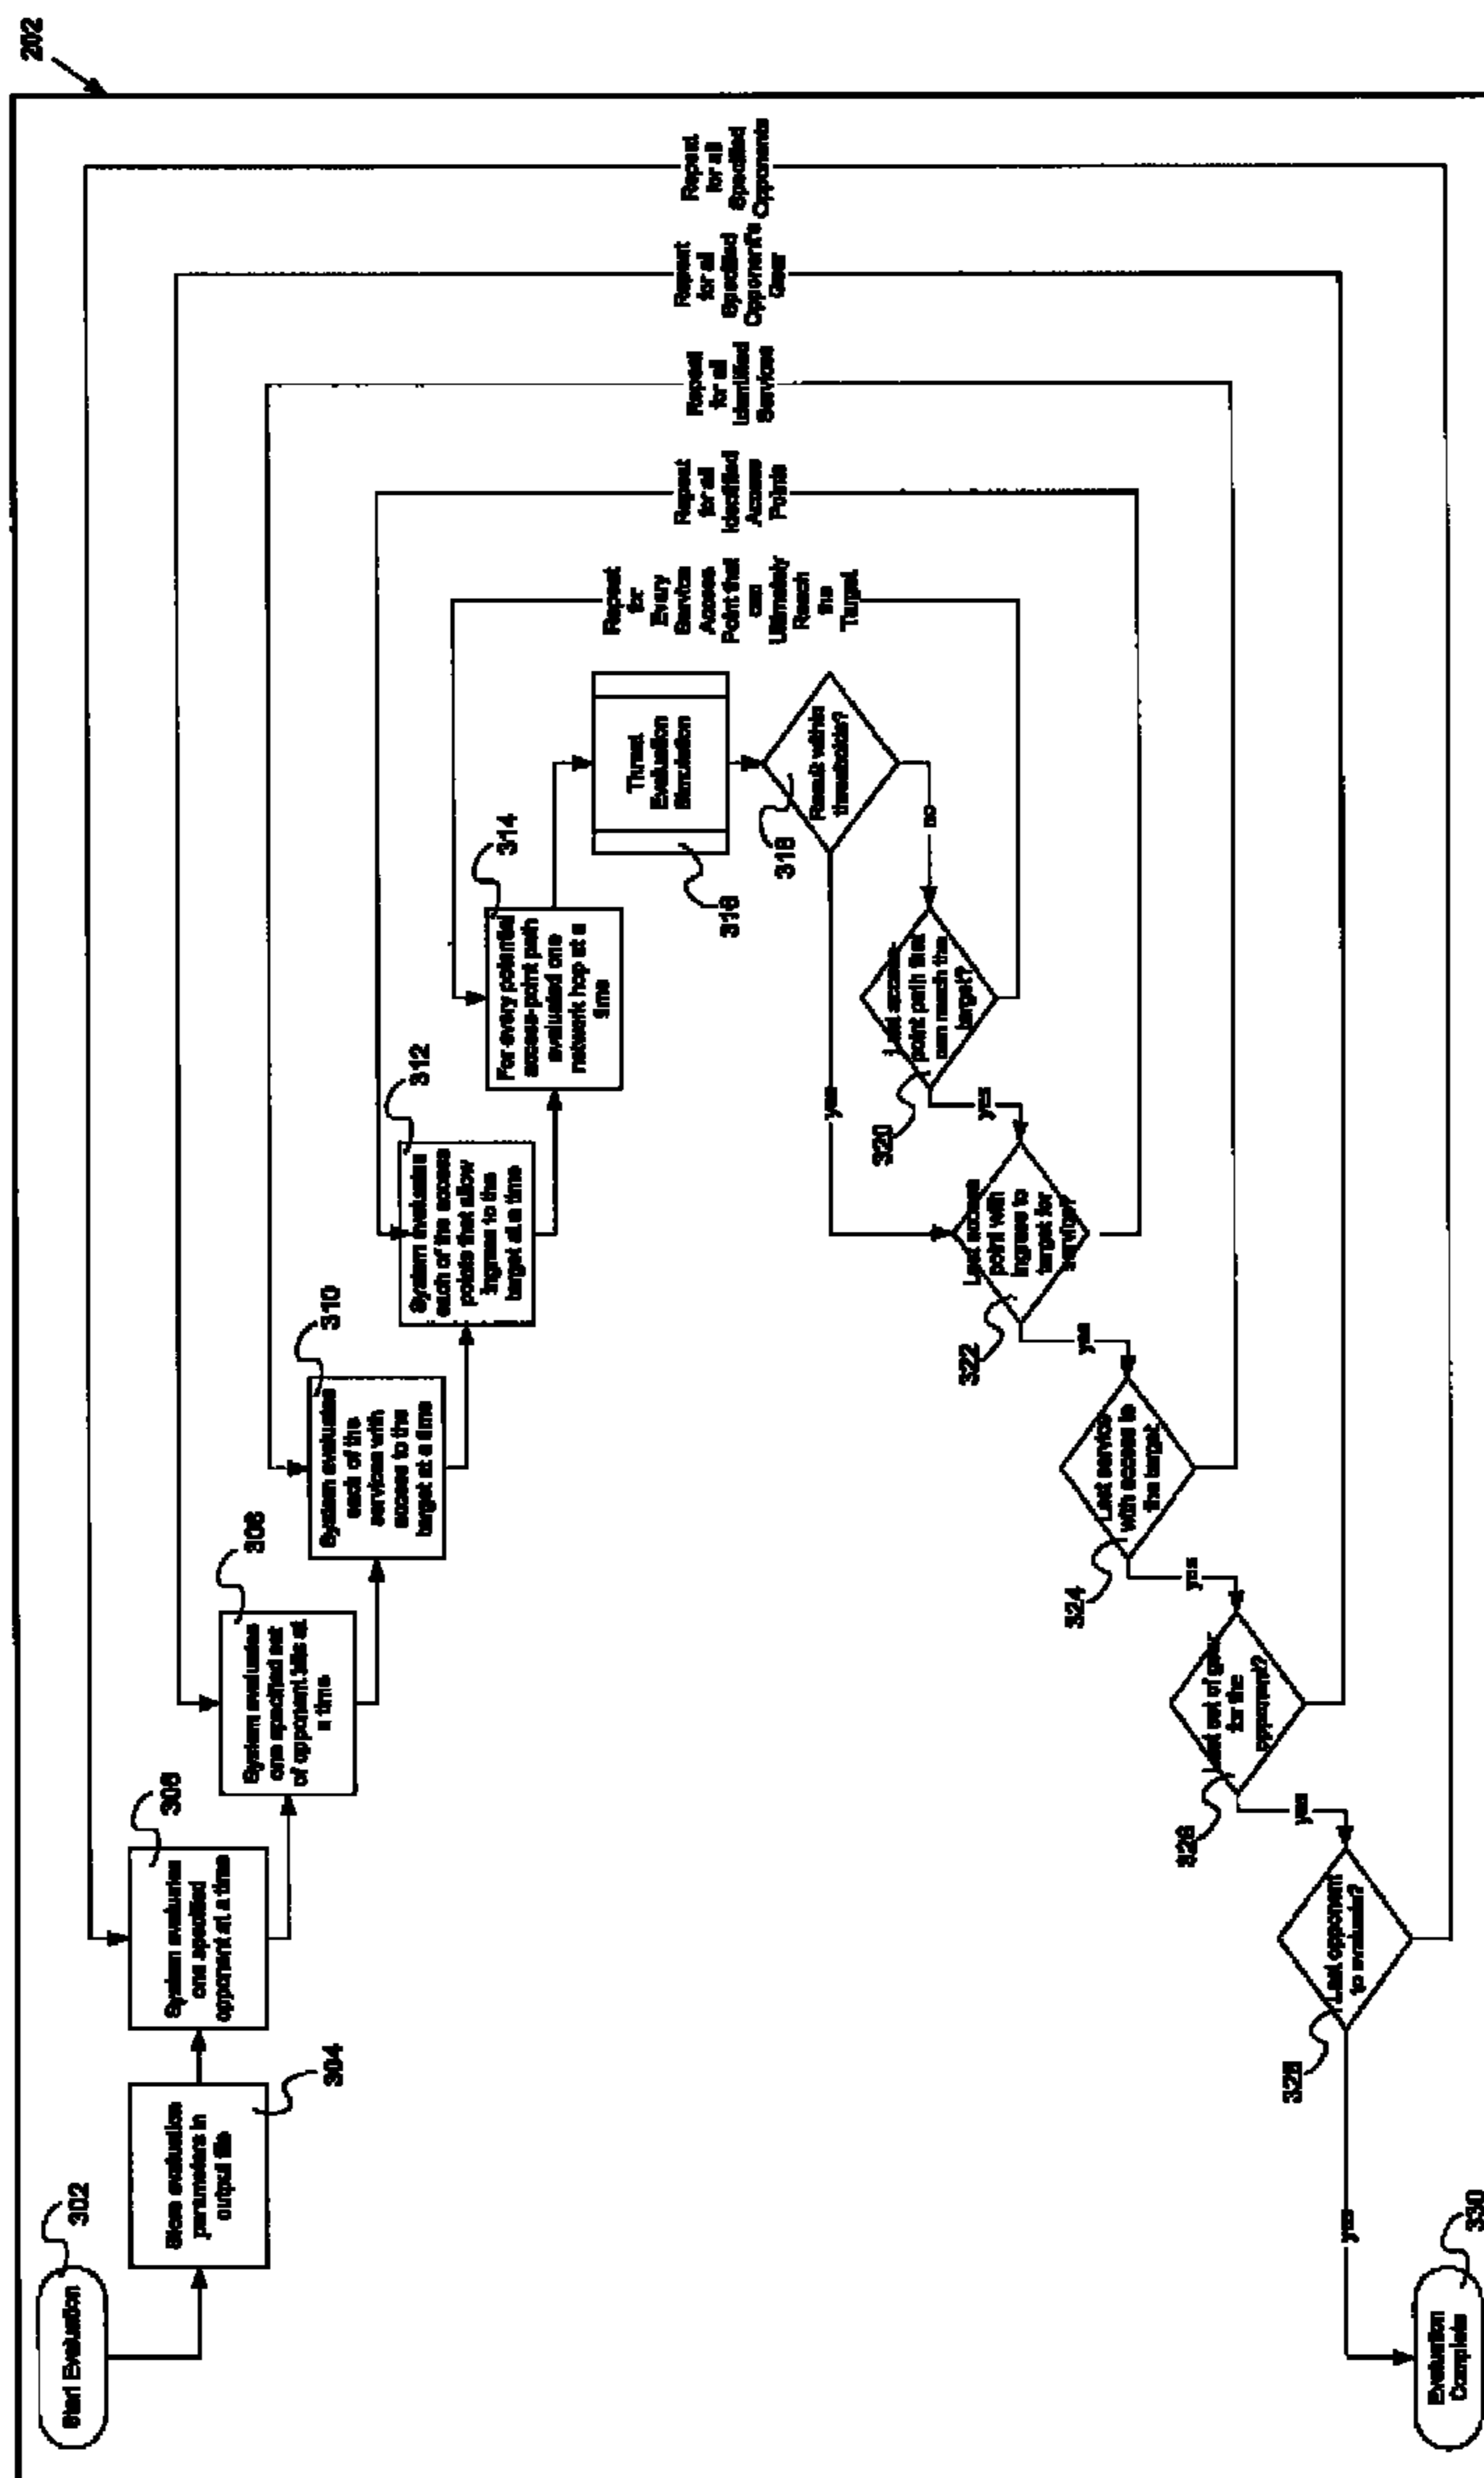 202
Start Evaluation
302
Store evaluation
parameters in
output file
304
System evaluates
one specified
opponent at a time
306
System evaluates
one specified set
of opponent kits at
a time
308
System evaluates
each of the
services with
access to the
target at a time
310
System evaluates
each of the access
points that allow
ingress to the
target at a time
312
For every potential
access-point path
evaluated one
network hop at a
time
314
Threat
Evaluation
Simulation
316
Result within
thresholds?
318
yes
no
Last access-
point path that
can reach the
target?
320
yes
Last access
point with
ingress to
target for
service?
322
yes
Last service
with access to
the target
324
yes
Last set of gear
for the
opponent?
326
yes
Last opponent
to evaluate?
328
yes
Evaluation
Complete
330
Repeat
for
Every
Service
Access
Point that
can
Ultimately
Reach
the
Target
Repeat
for all
Identified
Access
Points
Repeat
for all
Identified
Services
Repeat
for all
Specified
Opponent's
Gear
Repeat
for all
Specified
Opponents